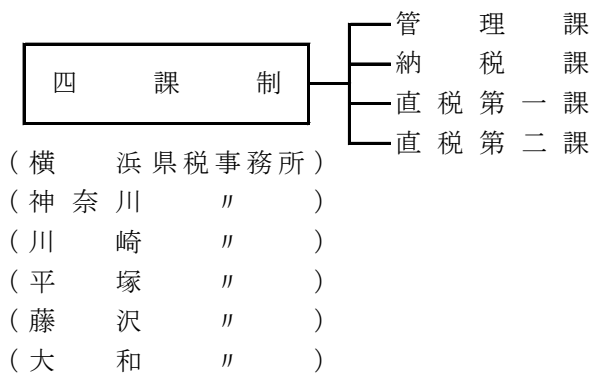 管理課
納税課
四課制
直税第一課
直税第二課
(横浜県税事務所)
(神奈川〃)
(川崎〃)
(平塚〃)
(藤沢〃)
(大和〃)